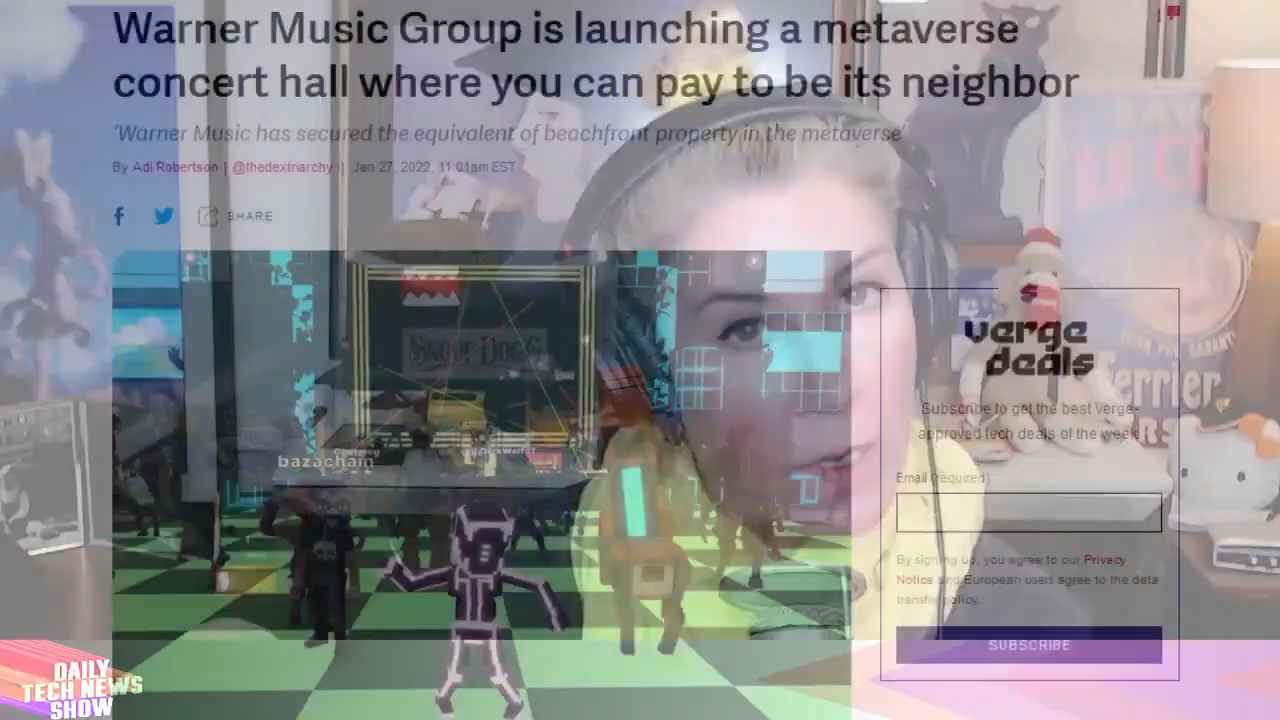 Warner Music Group is launching a metaverse
concert hall where you can pay to be its neighbor
'Warner Music has secured the equivalent of beachfront property in the metaverse'
By Adi Robertson | @thedextriarchy | Jan 27, 2022, 11:01am EST
SHARE
SNOOP DOGG
bazachain
verge
deals
Subscribe to get the best Verge-
approved tech deals of the week.
Email (required)
By signing up, you agree to our Privacy
Notice and European users agree to the data
transfer policy.
SUBSCRIBE
Perrier
DAILY
TECH NEWS
SHOW